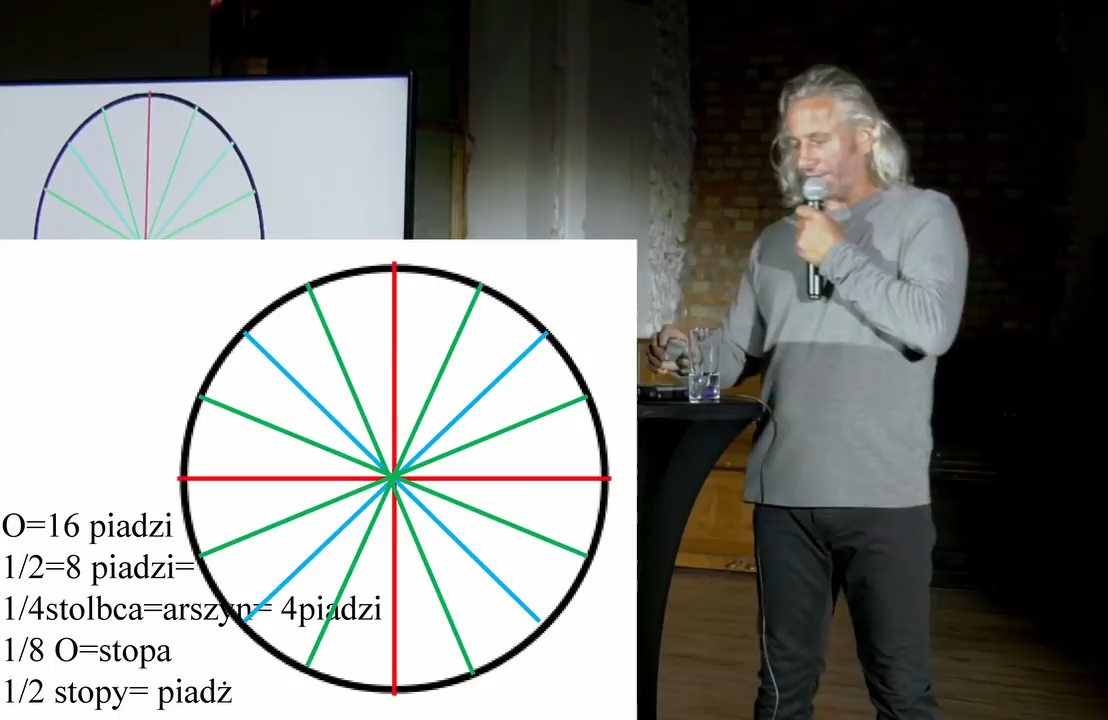 O=16 piadzi
1/2=8 piadzi=
1/4stolbca=arszyn= 4piadzi
1/8 O=stopa
1/2 stopy= piadż